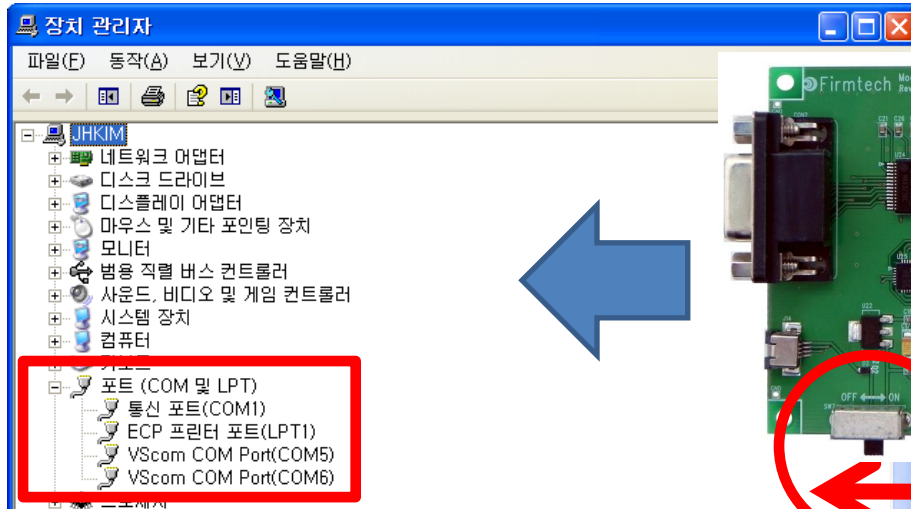 장치 관리자
파일(F) 동작(A) 보기(V) 도움말(H)
JHKIM
네트워크 어댑터
디스크 드라이브
디스플레이 어댑터
마우스 및 기타 포인팅 장치
모니터
범용 직렬 버스 컨트롤러
사운드, 비디오 및 게임 컨트롤러
시스템 장치
컴퓨터
포트 (COM 및 LPT)
통신 포트(COM1)
ECP 프린터 포트(LPT1)
VScom COM Port(COM5)
VScom COM Port(COM6)
Firmtech
OFF ON